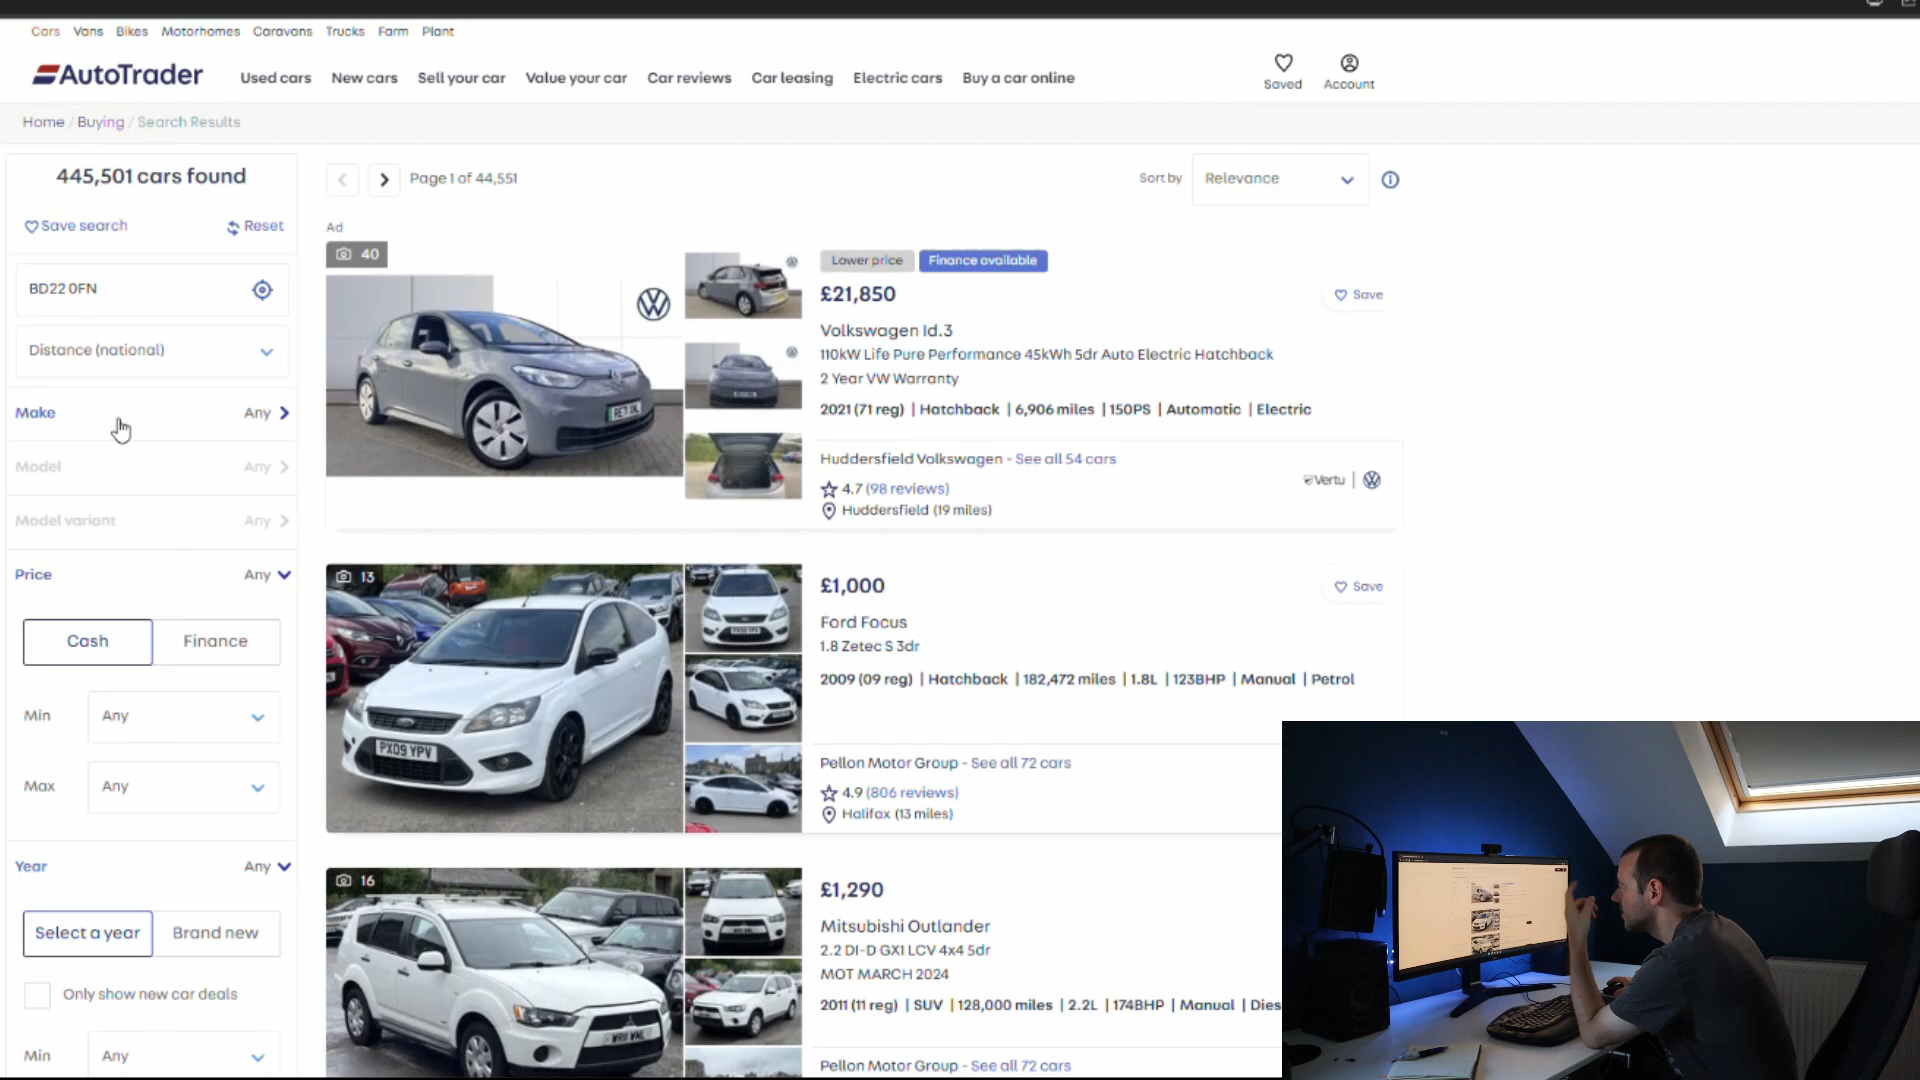 Cars Vans Bikes Motorhomes Caravans Trucks Farm Plant
AutoTrader Used cars New cars Sell your car Value your car Car reviews Car leasing Electric cars Buy a car online Saved Account
Home / Buying / Search Results
445,501 cars found
Save search Reset
BD22 0FN
Distance (national)
Make Any
Model Any
Model variant Any
Price Any
Cash Finance
Min Any
Max Any
Year Any
Select a year Brand new
Only show new car deals
Min Any
Page 1 of 44,551
Sort by Relevance
Ad
40
Lower price Finance available
£21,850
Save
Volkswagen Id.3
110kW Life Pure Performance 45kWh 5dr Auto Electric Hatchback
2 Year VW Warranty
2021 (71 reg) | Hatchback | 6,906 miles | 150PS | Automatic | Electric
Huddersfield Volkswagen - See all 54 cars
Vertu |
4.7 (98 reviews)
Huddersfield (19 miles)
13
PX09 YPV
£1,000
Save
Ford Focus
1.8 Zetec S 3dr
2009 (09 reg) | Hatchback | 182,472 miles | 1.8L | 123BHP | Manual | Petrol
Pellon Motor Group - See all 72 cars
4.9 (806 reviews)
Halifax (13 miles)
16
£1,290
Mitsubishi Outlander
2.2 DI-D GX1 LCV 4x4 5dr
MOT MARCH 2024
2011 (11 reg) | SUV | 128,000 miles | 2.2L | 174BHP | Manual | Dies
Pellon Motor Group - See all 72 cars